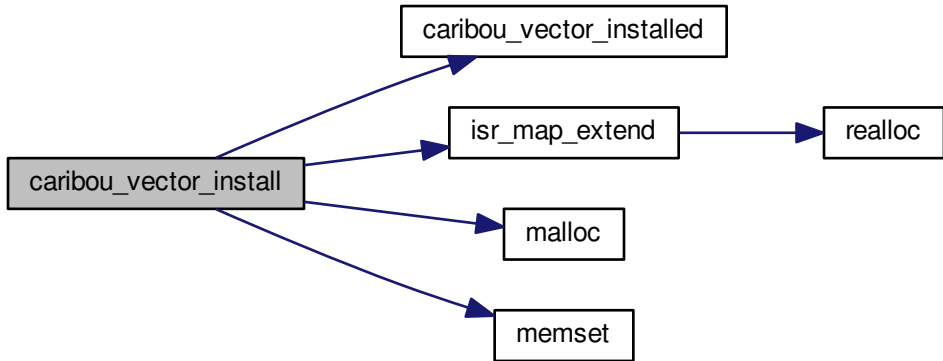 caribou_vector_installed
isr_map_extend
realloc
caribou_vector_install
malloc
memset